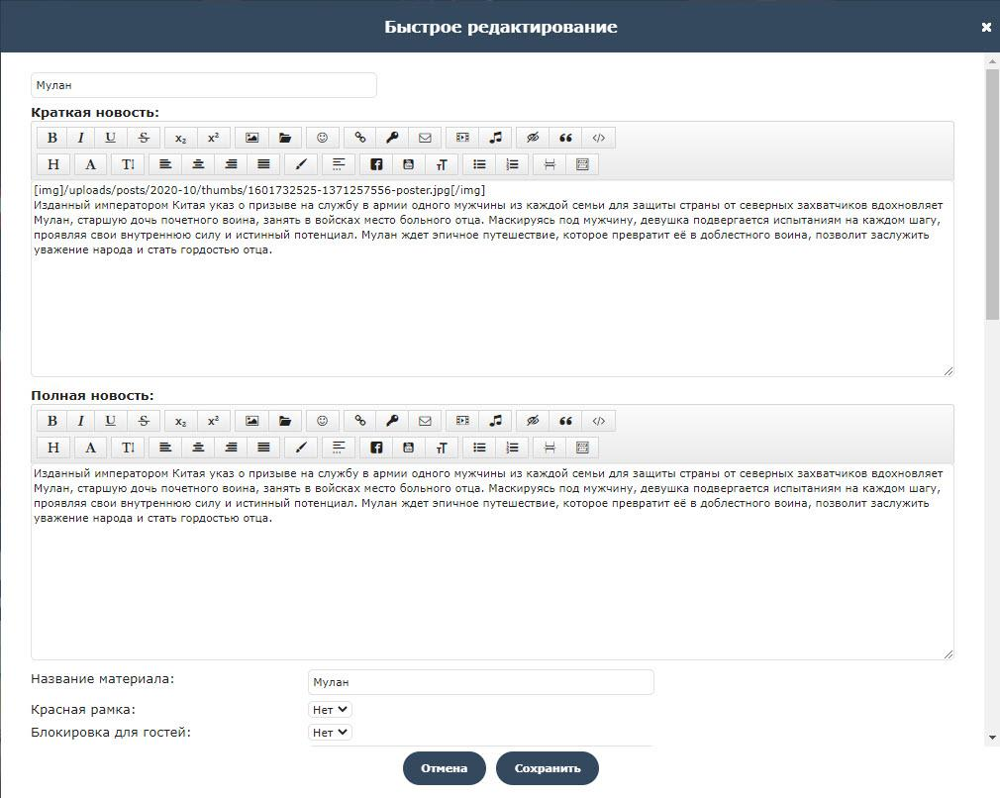 Быстрое редактирование
Мулан
Краткая новость:
B I U S x₂ x²
H A T
[img]/uploads/posts/2020-10/thumbs/1601732525-1371257556-poster.jpg[/img]
Изданный императором Китая указ о призыве на службу в армии одного мужчины из каждой семьи для защиты страны от северных захватчиков вдохновляет
Мулан, старшую дочь почетного воина, занять в войсках место больного отца. Маскируясь под мужчину, девушка подвергается испытаниям на каждом шагу,
проявляя свои внутреннюю силу и истинный потенциал. Мулан ждет эпичное путешествие, которое превратит её в доблестного воина, позволит заслужить
уважение народа и стать гордостью отца.
Полная новость:
B I U S x₂ x²
H A T
Изданный императором Китая указ о призыве на службу в армии одного мужчины из каждой семьи для защиты страны от северных захватчиков вдохновляет
Мулан, старшую дочь почетного воина, занять в войсках место больного отца. Маскируясь под мужчину, девушка подвергается испытаниям на каждом шагу,
проявляя свои внутреннюю силу и истинный потенциал. Мулан ждет эпичное путешествие, которое превратит её в доблестного воина, позволит заслужить
уважение народа и стать гордостью отца.
Название материала: Мулан
Красная рамка: Нет
Блокировка для гостей: Нет
Отмена Сохранить